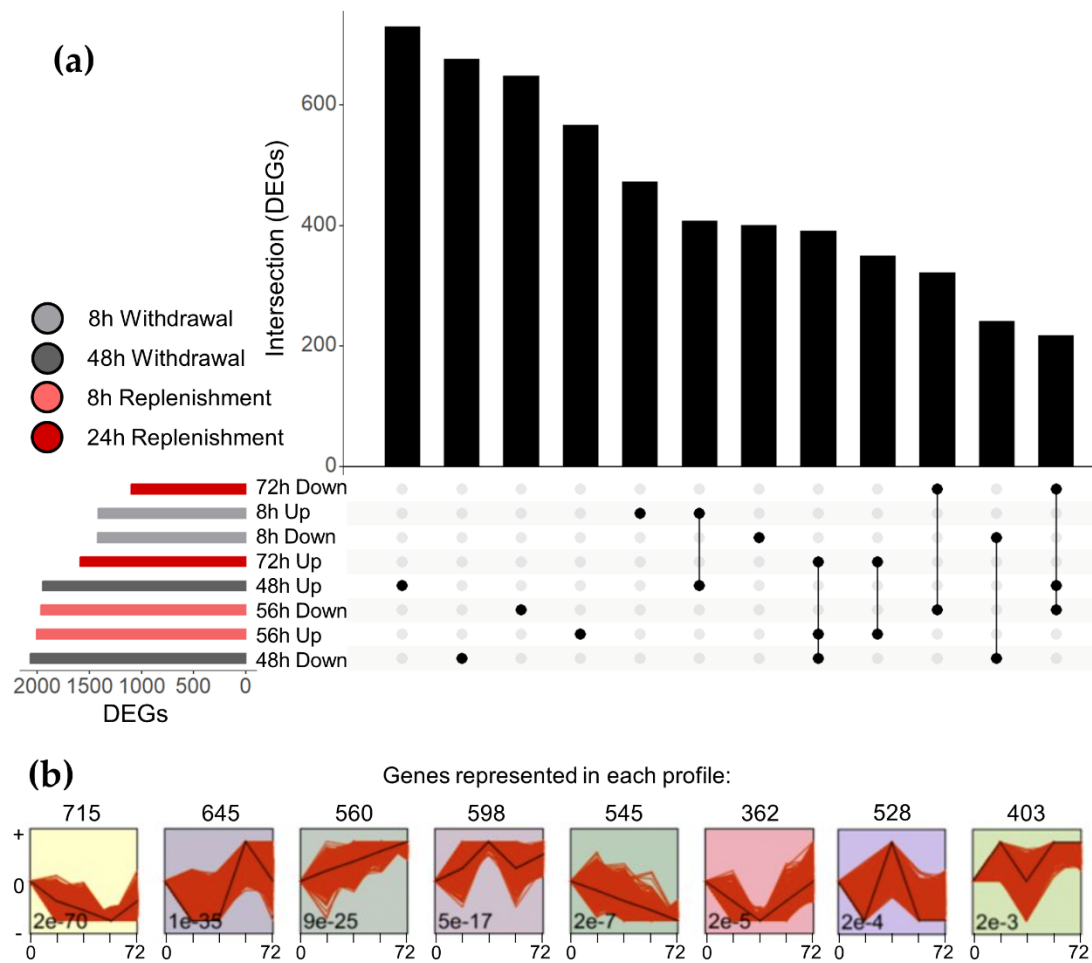 (a)
Intersection (DEGs)
600
400
200
0
8h Withdrawal
48h Withdrawal
8h Replenishment
24h Replenishment
72h Down
8h Up
8h Down
72h Up
48h Up
56h Down
56h Up
48h Down
2000 1500 1000 500 0
DEGs
(b)
Genes represented in each profile:
715 645 560 598 545 362 528 403
+
0
-
2e-70 1e-35 9e-25 5e-17 2e-7 2e-5 2e-4 2e-3
0 72 0 72 0 72 0 72 0 72 0 72 0 72 0 72